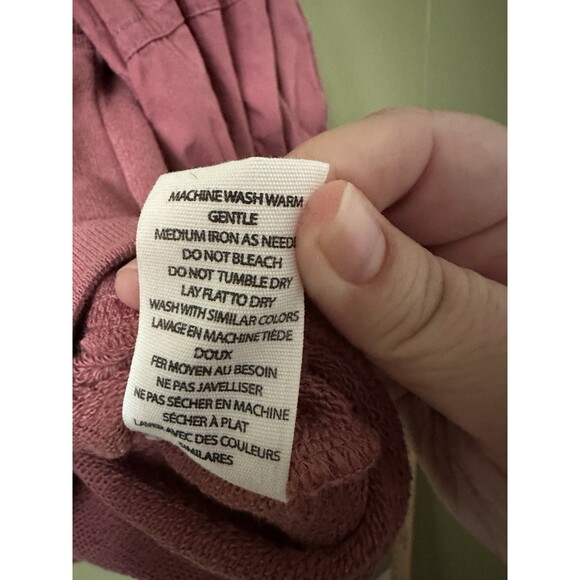 MACHINE WASH WARM
GENTLE
MEDIUM IRON AS NEED
DO NOT BLEACH
DO NOT TUMBLE DRY
LAY FLAT TO DRY
WASH WITH SIMILAR COLORS
LAVAGE EN MACHINE TIÈDE
DOUX
FER MOYEN AU BESOIN
NE PAS JAVELLISER
NE PAS SÉCHER EN MACHINE
SÉCHER À PLAT
AVEC DES COULEURS